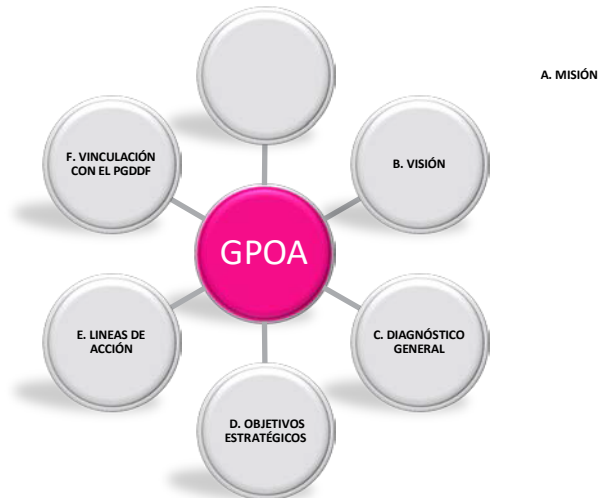 A. MISIÓN
F. VINCULACIÓN
CON EL PGDDF
B. VISIÓN
GPOA
E. LINEAS DE
ACCIÓN
C. DIAGNÓSTICO
GENERAL
D. OBJETIVOS
ESTRATÉGICOS